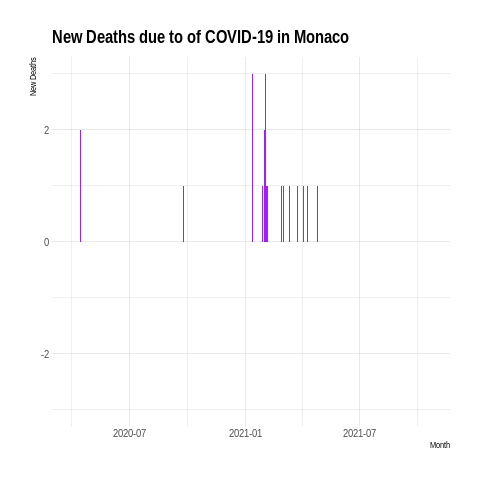 New Deaths due to of COVID-19 in Monaco
New Deaths
2
0
-2
2020-07
2021-01
2021-07
Month